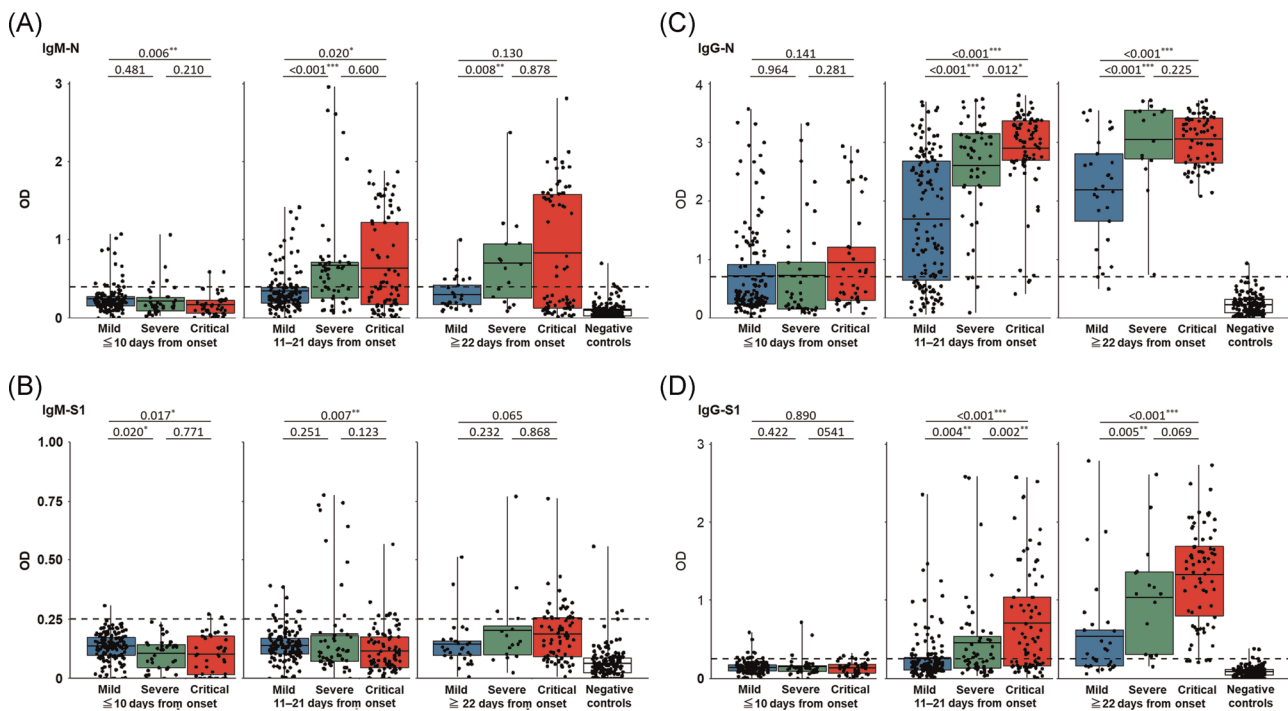 (A)
IgM-N
0.006**
0.020*
0.130
0.481 0.210
<0.001*** 0.600
0.008** 0.878
OD
3
2
1
0
Mild Severe Critical
≦ 10 days from onset
Mild Severe Critical
11–21 days from onset
Mild Severe Critical
≧ 22 days from onset
Negative
controls
(B)
IgM-S1
0.017*
0.007**
0.065
0.020* 0.771
0.251 0.123
0.232 0.868
OD
1.00
0.75
0.50
0.25
0
Mild Severe Critical
≦ 10 days from onset
Mild Severe Critical
11–21 days from onset
Mild Severe Critical
≧ 22 days from onset
Negative
controls
(C)
IgG-N
0.141
<0.001***
<0.001***
0.964 0.281
<0.001*** 0.012*
<0.001*** 0.225
OD
4
3
2
1
0
Mild Severe Critical
≦ 10 days from onset
Mild Severe Critical
11–21 days from onset
Mild Severe Critical
≧ 22 days from onset
Negative
controls
(D)
IgG-S1
0.890
<0.001***
<0.001***
0.422 0541
0.004** 0.002**
0.005** 0.069
OD
3
2
1
0
Mild Severe Critical
≦ 10 days from onset
Mild Severe Critical
11–21 days from onset
Mild Severe Critical
≧ 22 days from onset
Negative
controls